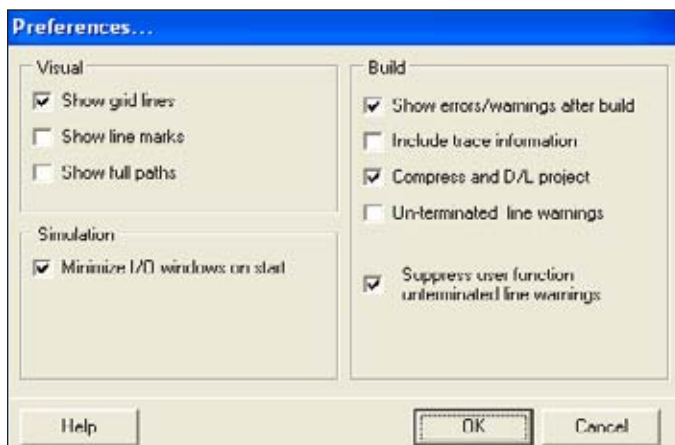 Preferences...
Visual
Show grid lines
Show line marks
Show full paths
Simulation
Minimize I/O windows on start
Build
Show errors/warnings after build
Include trace information
Compress and D/L project
Un-terminated line warnings
Suppress user function
unterminated line warnings
Help
OK
Cancel